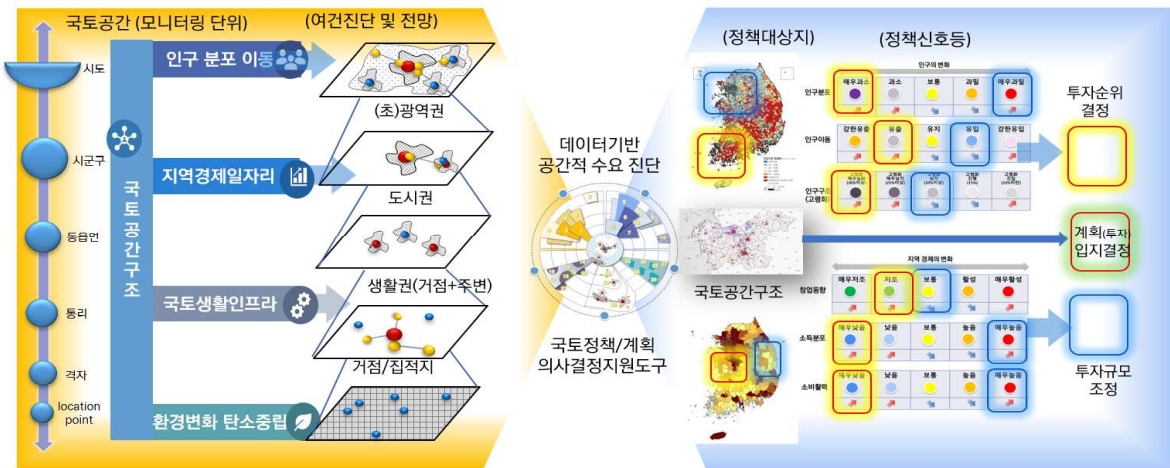 국토공간 (모니터링 단위)
(여건진단 및 전망)
시도
시군구
동읍면
통리
격자
location
point
국토공간구조
인구 분포 이동
지역경제일자리
국토생활인프라
환경변화 탄소중립
(초)광역권
도시권
생활권(거점+주변)
거점/집적지
데이터기반
공간적 수요 진단
국토정책/계획
의사결정지원도구
(정책대상지)
(정책신호등)
국토공간구조
인구의 변화
인구분포
매우과소 과소 보통 과밀 매우과밀
인구이동
강한유출 유출 유지 유입 강한유입
인구구조
(고령화)
지역 경제의 변화
창업동향
매우저조 저조 보통 활성 매우활성
소득분포
매우낮음 낮음 보통 높음 매우높음
소비활력
매우낮음 낮음 보통 높음 매우높음
투자순위
결정
계획(투자)
입지결정
투자규모
조정